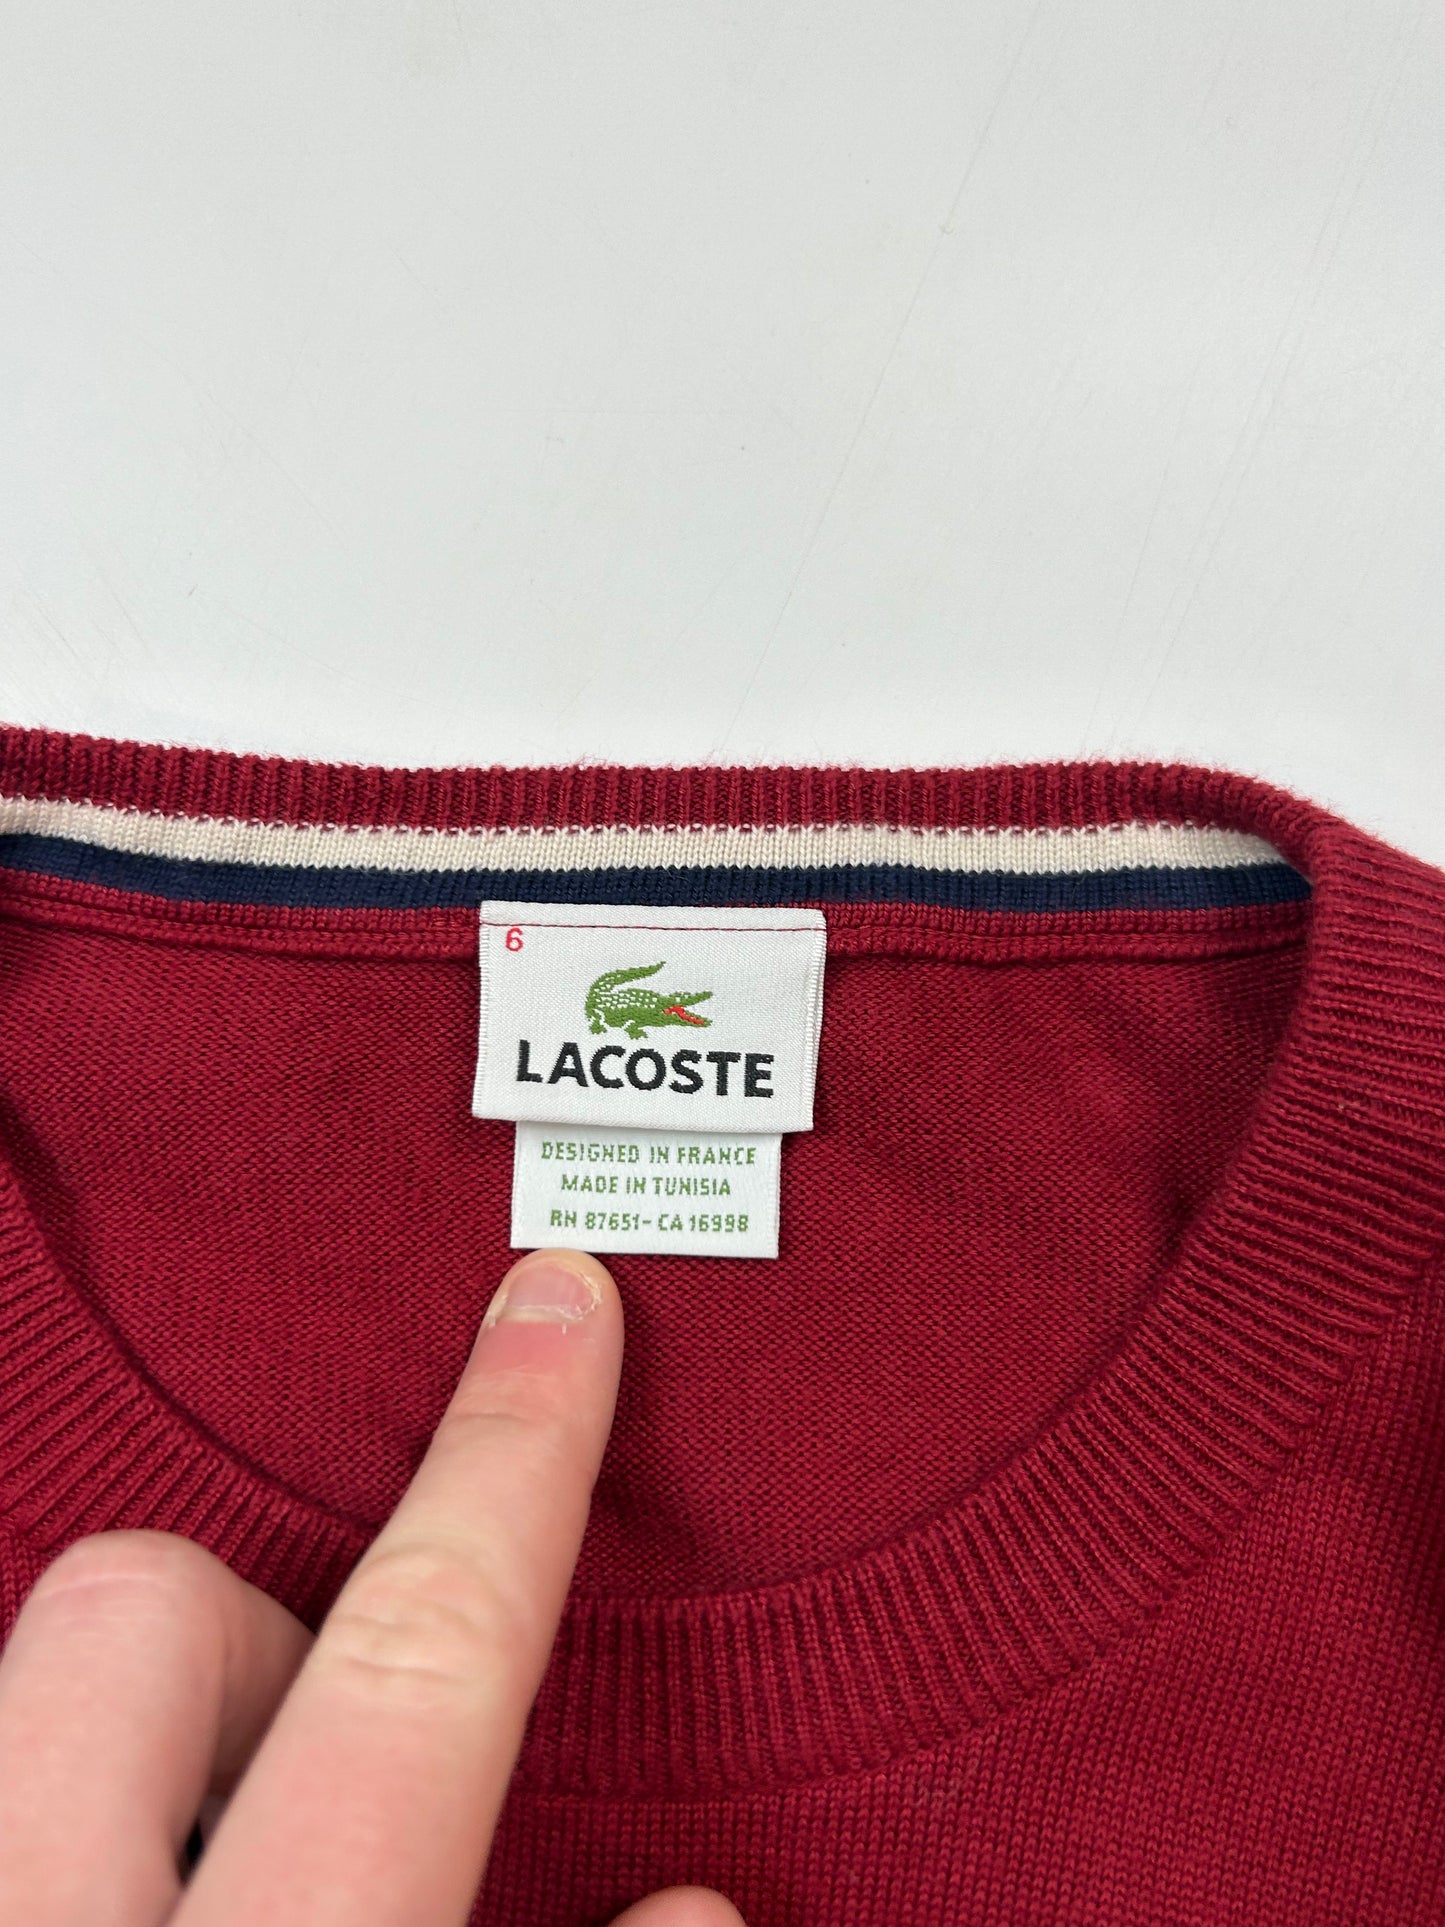 6
LACOSTE
DESIGNED IN FRANCE
MADE IN TUNISIA
RN 87651-CA 16998